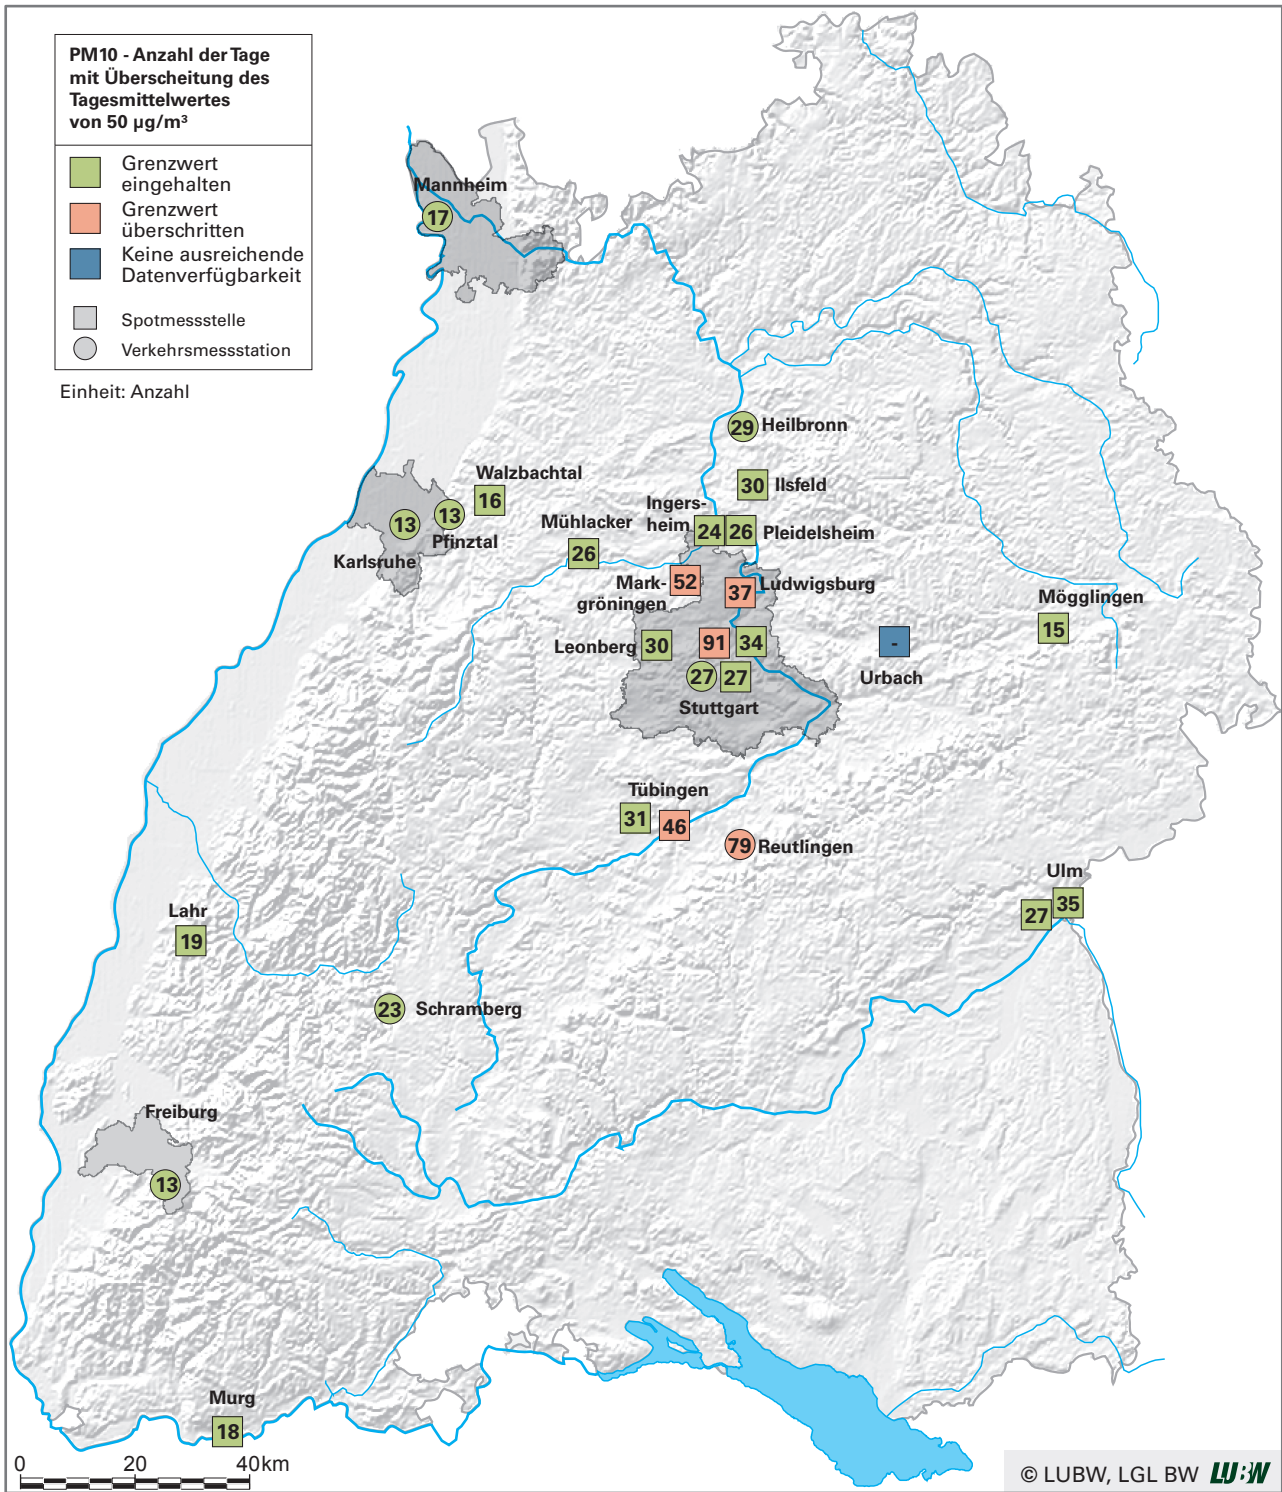 PM10 - Anzahl der Tage
mit Überscheitung des
Tagesmittelwertes
von 50 µg/m³
Grenzwert
eingehalten
Grenzwert
überschritten
Keine ausreichende
Datenverfügbarkeit
Spotmessstelle
Verkehrsmessstation
Einheit: Anzahl
Mannheim
17
29 Heilbronn
Walzbachtal
16
30 Ilsfeld
Ingers-
heim
24
26 Pleidelsheim
13
Pfinztal
13
Karlsruhe
Mühlacker
26
Mark-
gröningen
52
37
Ludwigsburg
Mögglingen
15
Leonberg 30
91
34
27
27
Stuttgart
-
Urbach
Tübingen
31
46
79 Reutlingen
Ulm
27
35
Lahr
19
23 Schramberg
Freiburg
13
Murg
18
0 20 40 km
© LUBW, LGL BW LUBW